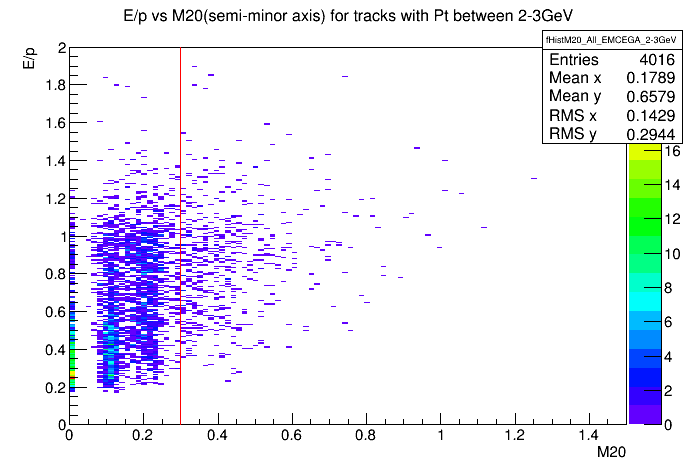 E/p vs M20(semi-minor axis) for tracks with Pt between 2-3GeV
fHistM20_All_EMCEGA_2-3GeV
Entries 4016
Mean x 0.1789
Mean y 0.6579
RMS x 0.1429
RMS y 0.2944
E/p
2
1.8
1.6
1.4
1.2
1
0.8
0.6
0.4
0.2
0
0 0.2 0.4 0.6 0.8 1 1.2 1.4
M20
16
14
12
10
8
6
4
2
0